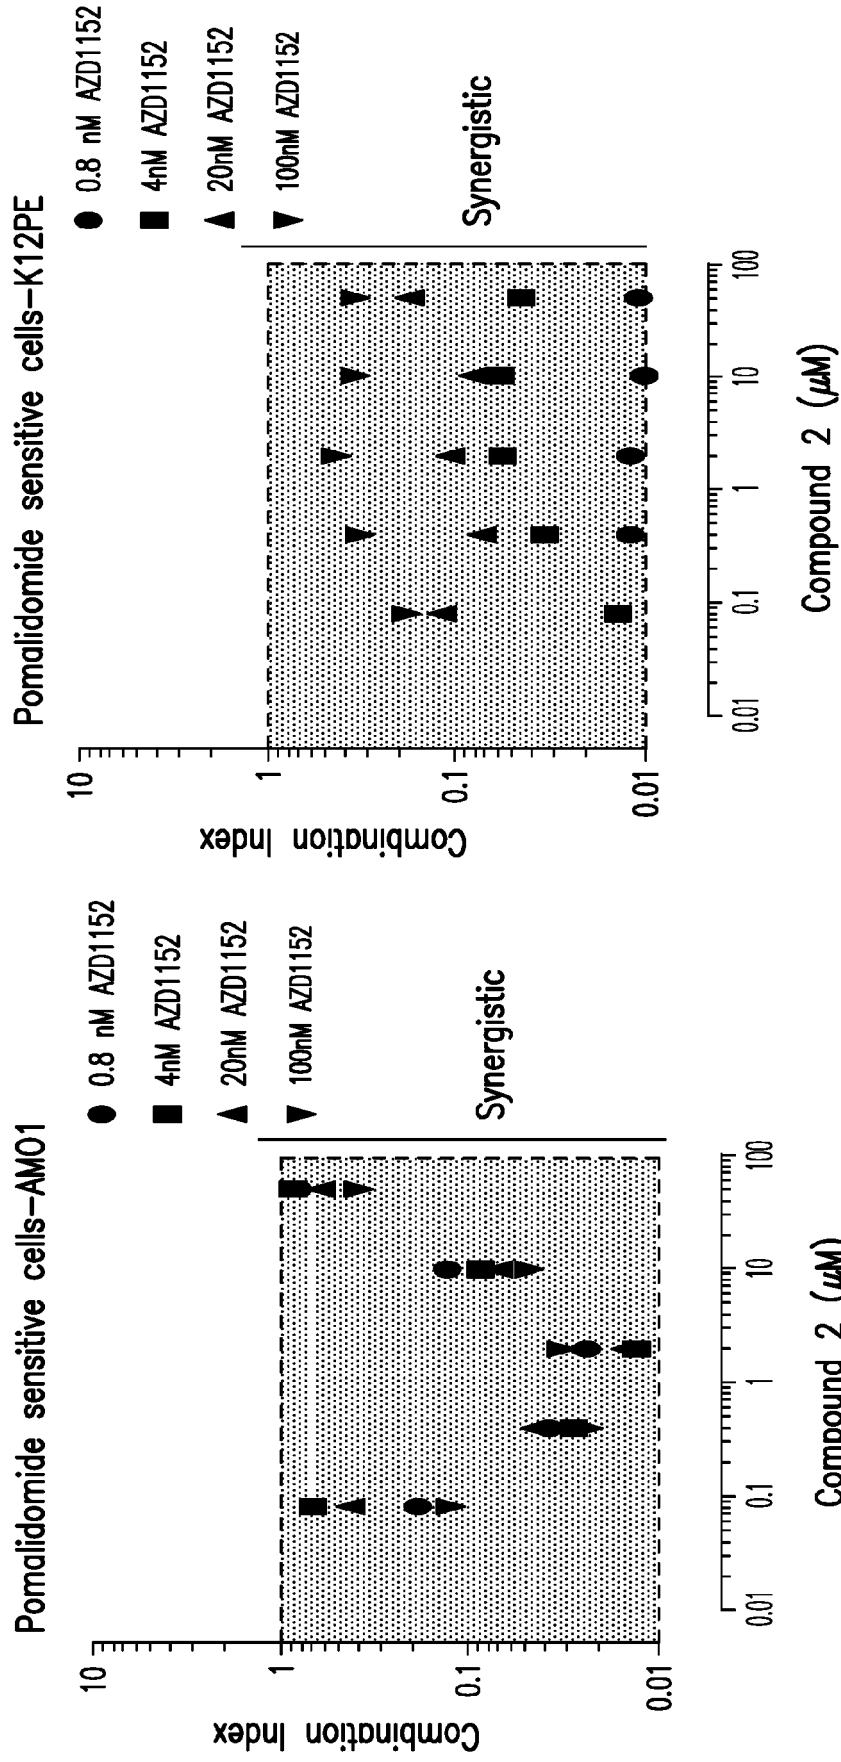 Pomalidomide sensitive cells-AMO1
0.8 nM AZD1152
4nM AZD1152
20nM AZD1152
100nM AZD1152
Combination Index
10
1
0.1
0.01
Synergistic
0.01
0.1
1
10
100
Compound 2 (µM)
Pomalidomide sensitive cells-K12PE
0.8 nM AZD1152
4nM AZD1152
20nM AZD1152
100nM AZD1152
Combination Index
10
1
0.1
0.01
Synergistic
0.01
0.1
1
10
100
Compound 2 (µM)